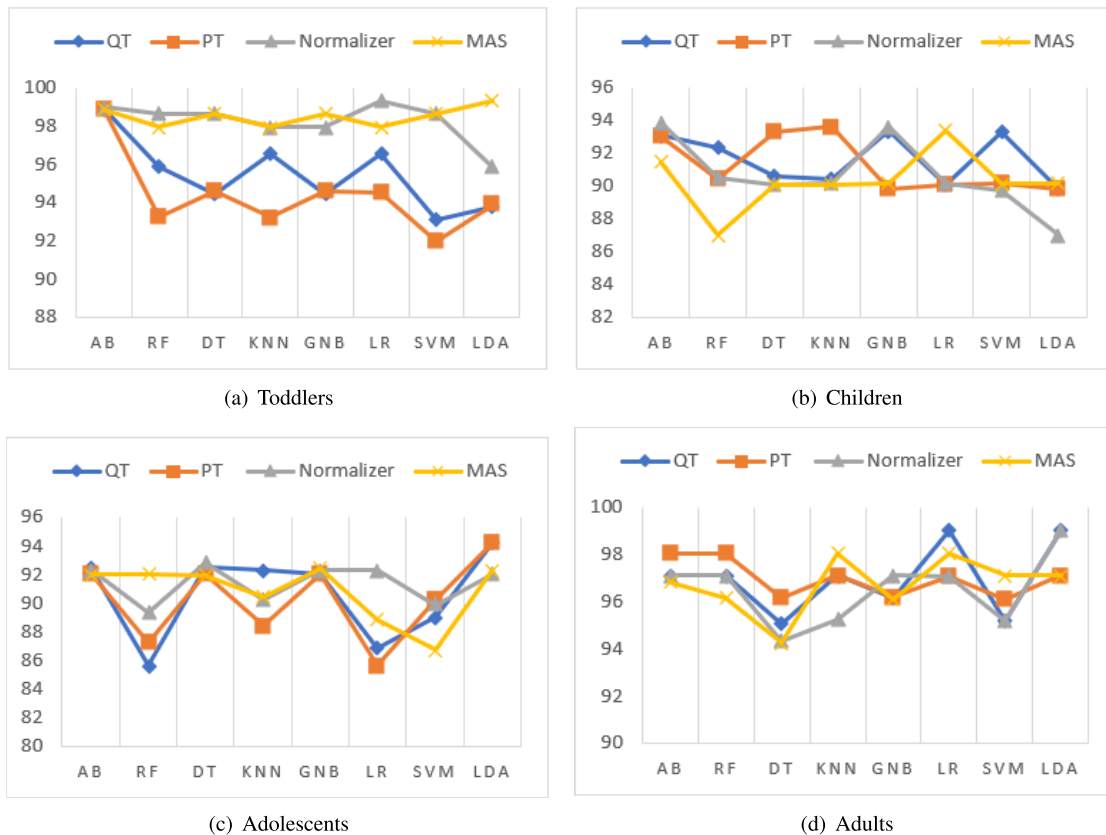 QT PT Normalizer MAS
100
98
96
94
92
90
88
AB RF DT KNN GNB LR SVM LDA
(a) Toddlers
QT PT Normalizer MAS
96
94
92
90
88
86
84
82
AB RF DT KNN GNB LR SVM LDA
(b) Children
QT PT Normalizer MAS
96
94
92
90
88
86
84
82
80
AB RF DT KNN GNB LR SVM LDA
(c) Adolescents
QT PT Normalizer MAS
100
98
96
94
92
90
AB RF DT KNN GNB LR SVM LDA
(d) Adults